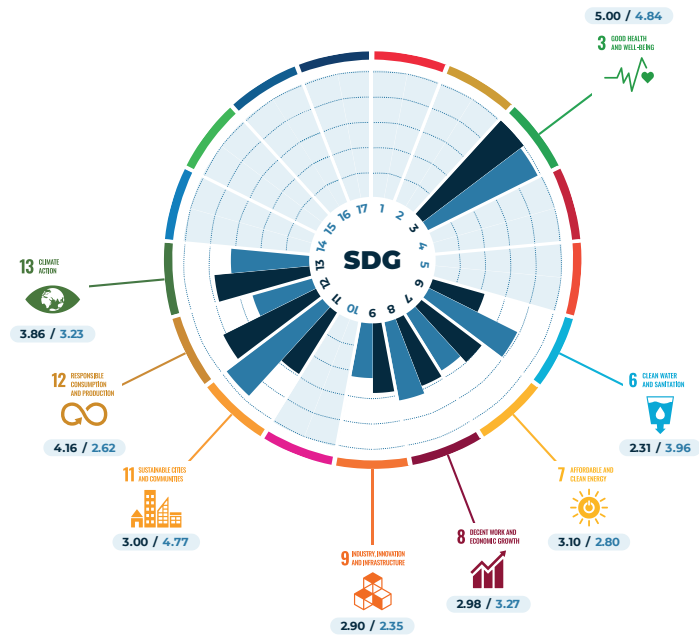 5.00 / 4.84
3 GOOD HEALTH
AND WELL-BEING
17 1 2 3 4 5 6 7 8 9 10 11 12 13 14 15 16
SDG
13 CLIMATE
ACTION
3.86 / 3.23
12 RESPONSIBLE
CONSUMPTION
AND PRODUCTION
4.16 / 2.62
11 SUSTAINABLE CITIES
AND COMMUNITIES
3.00 / 4.77
9 INDUSTRY, INNOVATION
AND INFRASTRUCTURE
2.90 / 2.35
8 DECENT WORK AND
ECONOMIC GROWTH
2.98 / 3.27
7 AFFORDABLE AND
CLEAN ENERGY
3.10 / 2.80
6 CLEAN WATER
AND SANITATION
2.31 / 3.96